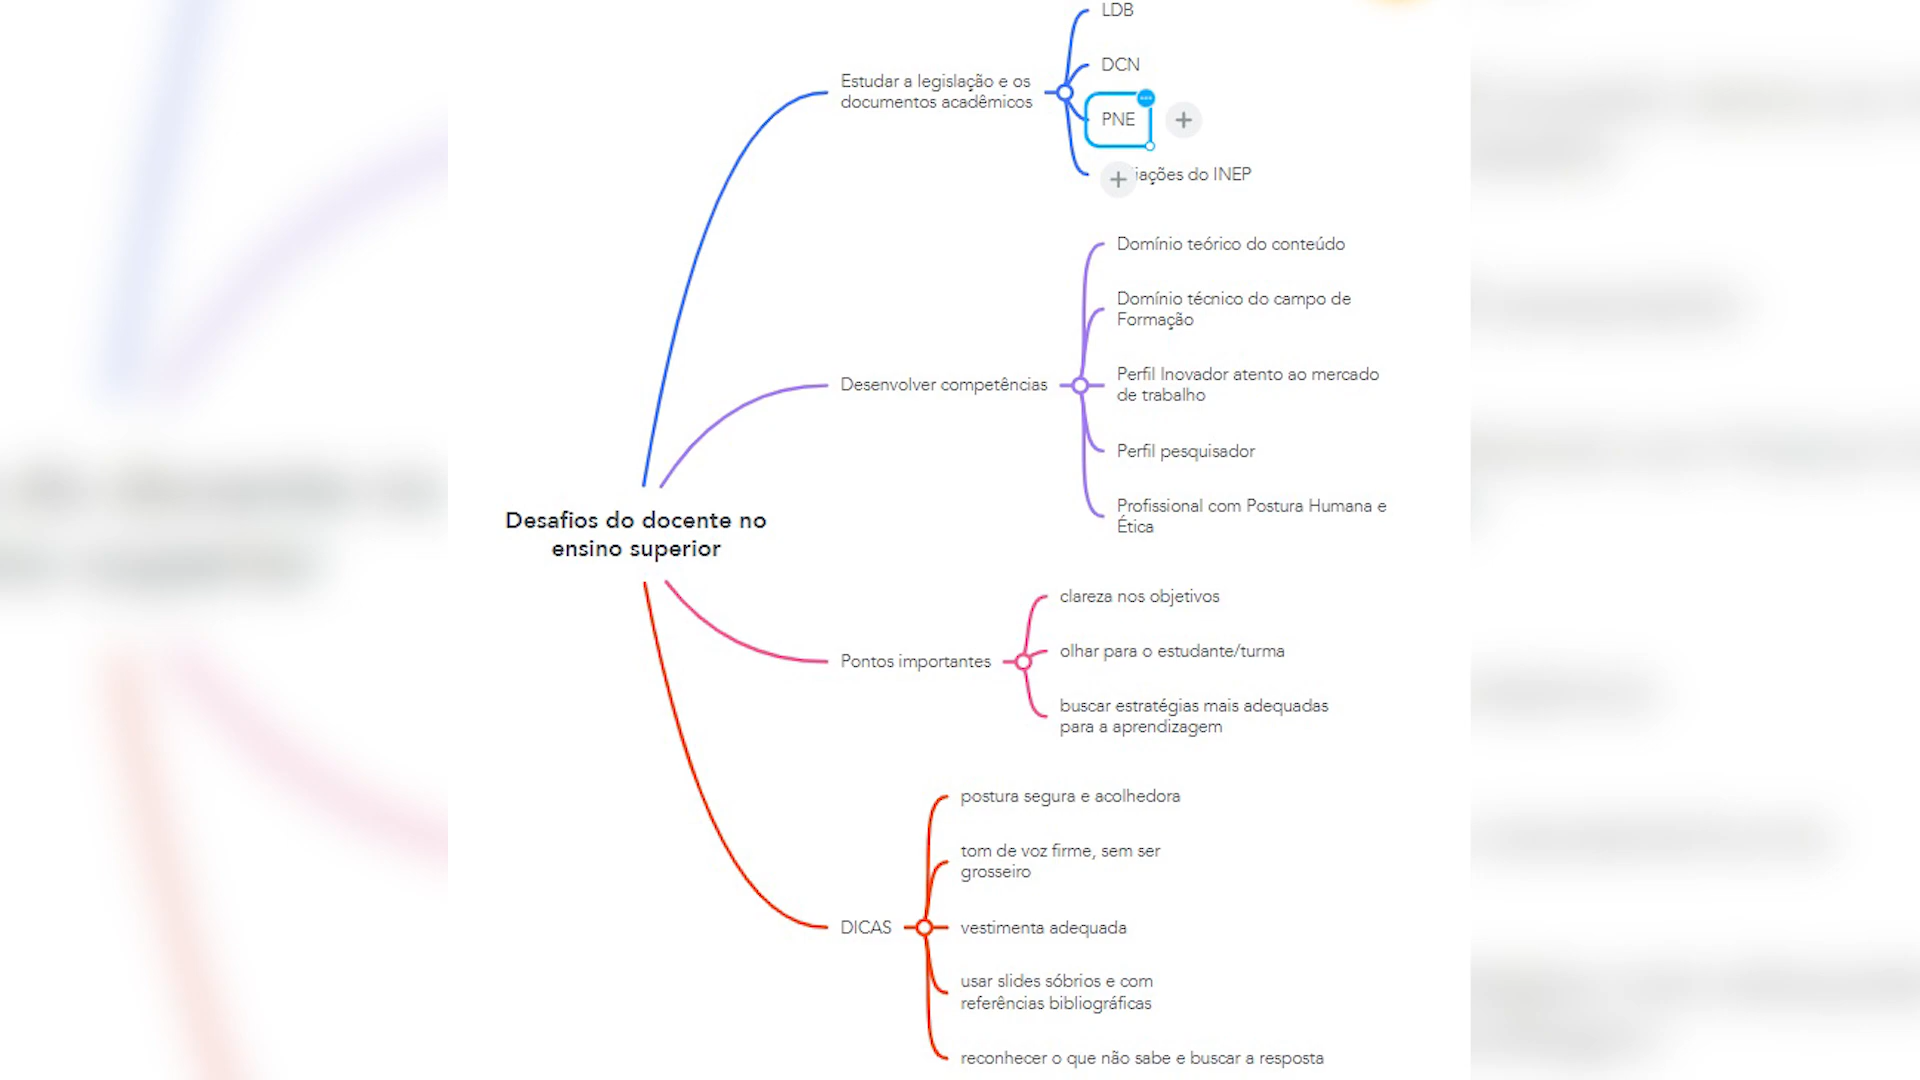 LDB
Estudar a legislação e os
documentos acadêmicos
DCN
PNE
iações do INEP
Domínio teórico do conteúdo
Domínio técnico do campo de
Formação
Desenvolver competências
Perfil Inovador atento ao mercado
de trabalho
Perfil pesquisador
Profissional com Postura Humana e
Ética
Desafios do docente no
ensino superior
clareza nos objetivos
Pontos importantes
olhar para o estudante/turma
buscar estratégias mais adequadas
para a aprendizagem
postura segura e acolhedora
tom de voz firme, sem ser
grosseiro
DICAS
vestimenta adequada
usar slides sóbrios e com
referências bibliográficas
reconhecer o que não sabe e buscar a resposta